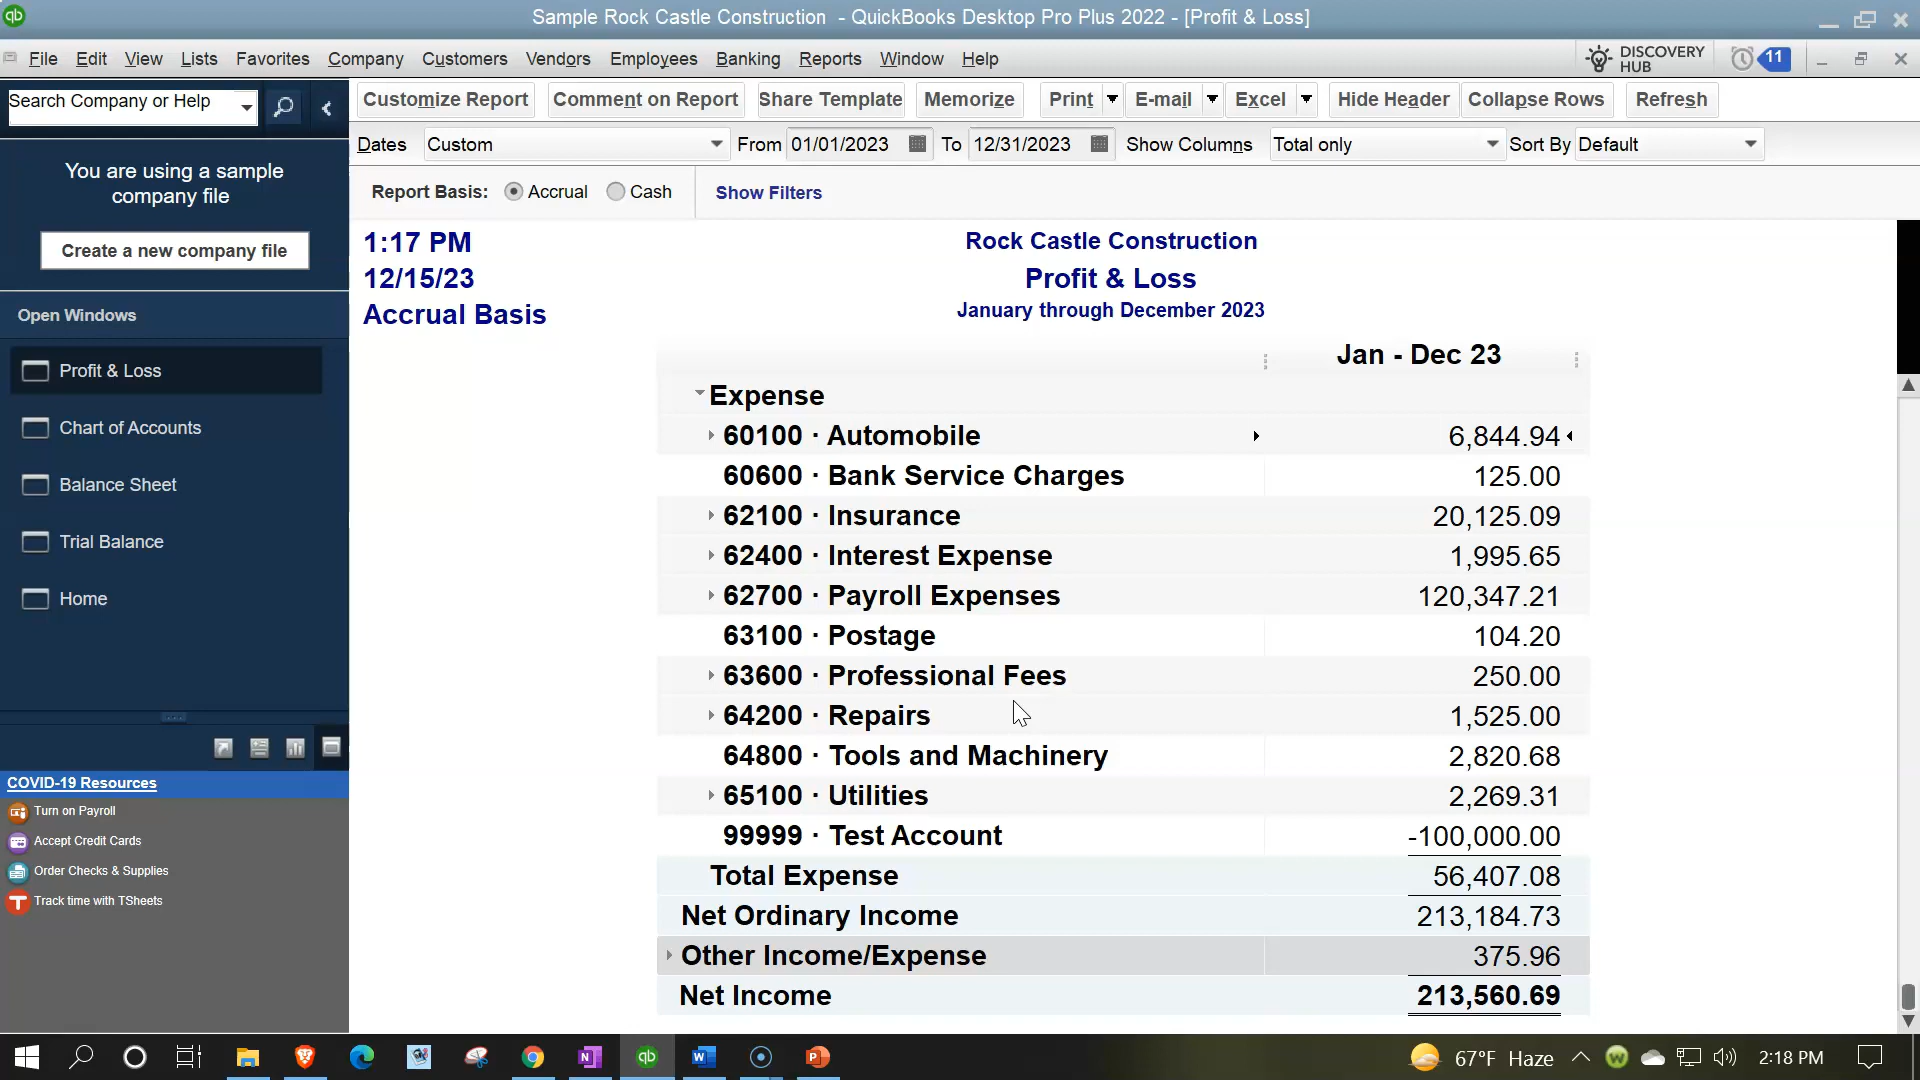 Sample Rock Castle Construction - QuickBooks Desktop Pro Plus 2022 - [Profit & Loss]
File Edit View Lists Favorites Company Customers Vendors Employees Banking Reports Window Help
DISCOVERY HUB
11
Search Company or Help
Customize Report Comment on Report Share Template Memorize Print E-mail Excel Hide Header Collapse Rows Refresh
Dates Custom From 01/01/2023 To 12/31/2023 Show Columns Total only Sort By Default
Report Basis: Accrual Cash Show Filters
You are using a sample
company file
Create a new company file
Open Windows
Profit & Loss
Chart of Accounts
Balance Sheet
Trial Balance
Home
COVID-19 Resources
Turn on Payroll
Accept Credit Cards
Order Checks & Supplies
Track time with TSheets
1:17 PM
12/15/23
Accrual Basis
Rock Castle Construction
Profit & Loss
January through December 2023
Jan - Dec 23
Expense
60100 · Automobile 6,844.94
60600 · Bank Service Charges 125.00
62100 · Insurance 20,125.09
62400 · Interest Expense 1,995.65
62700 · Payroll Expenses 120,347.21
63100 · Postage 104.20
63600 · Professional Fees 250.00
64200 · Repairs 1,525.00
64800 · Tools and Machinery 2,820.68
65100 · Utilities 2,269.31
99999 · Test Account -100,000.00
Total Expense 56,407.08
Net Ordinary Income 213,184.73
Other Income/Expense 375.96
Net Income 213,560.69
67°F Haze 2:18 PM